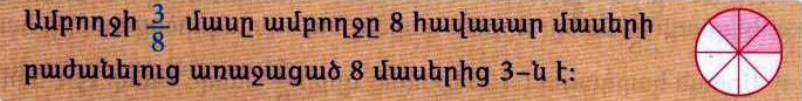 Ամբողջի 3/8 մասը ամբողջը 8 հավասար մասերի
բաժանելուց առաջացած 8 մասերից 3-ն է: